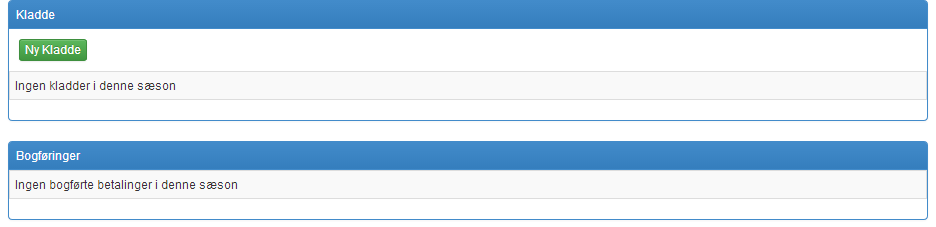 Kladde
Ny Kladde
Ingen kladder i denne sæson
Bogføringer
Ingen bogførte betalinger i denne sæson